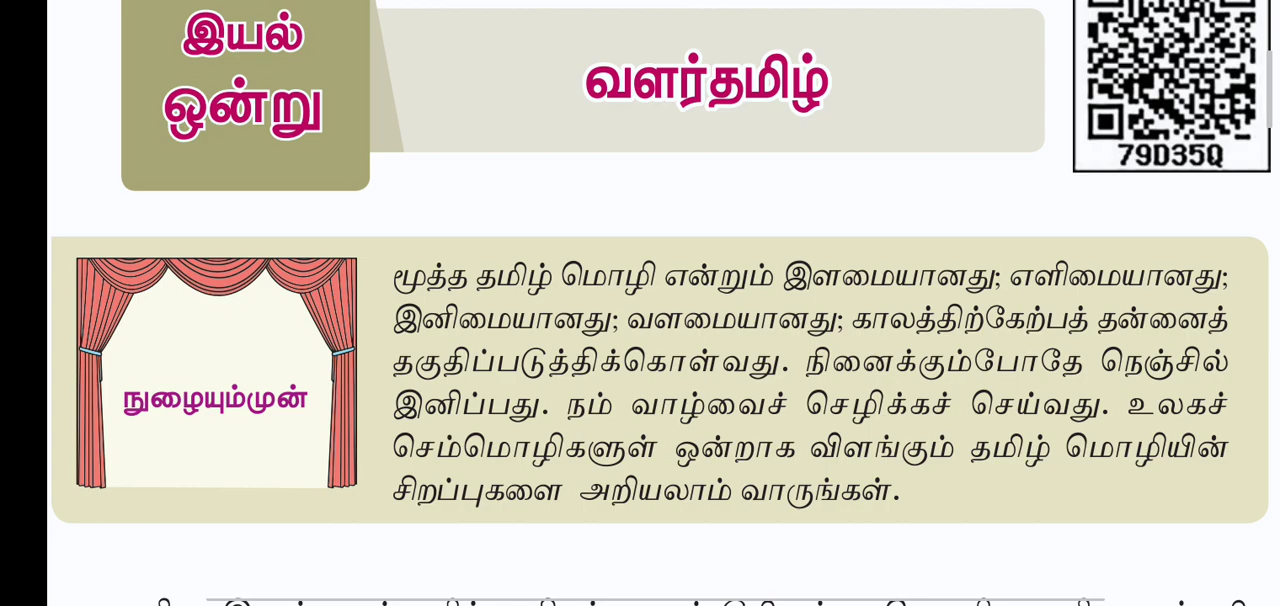 இயல்
ஒன்று
வளர்தமிழ்
79D35Q
நுழையும்முன்
மூத்த தமிழ் மொழி என்றும் இளமையானது; எளிமையானது;
இனிமையானது; வளமையானது; காலத்திற்கேற்பத் தன்னைத்
தகுதிப்படுத்திக்கொள்வது. நினைக்கும்போதே நெஞ்சில்
இனிப்பது. நம் வாழ்வைச் செழிக்கச் செய்வது. உலகச்
செம்மொழிகளுள் ஒன்றாக விளங்கும் தமிழ் மொழியின்
சிறப்புகளை அறியலாம் வாருங்கள்.